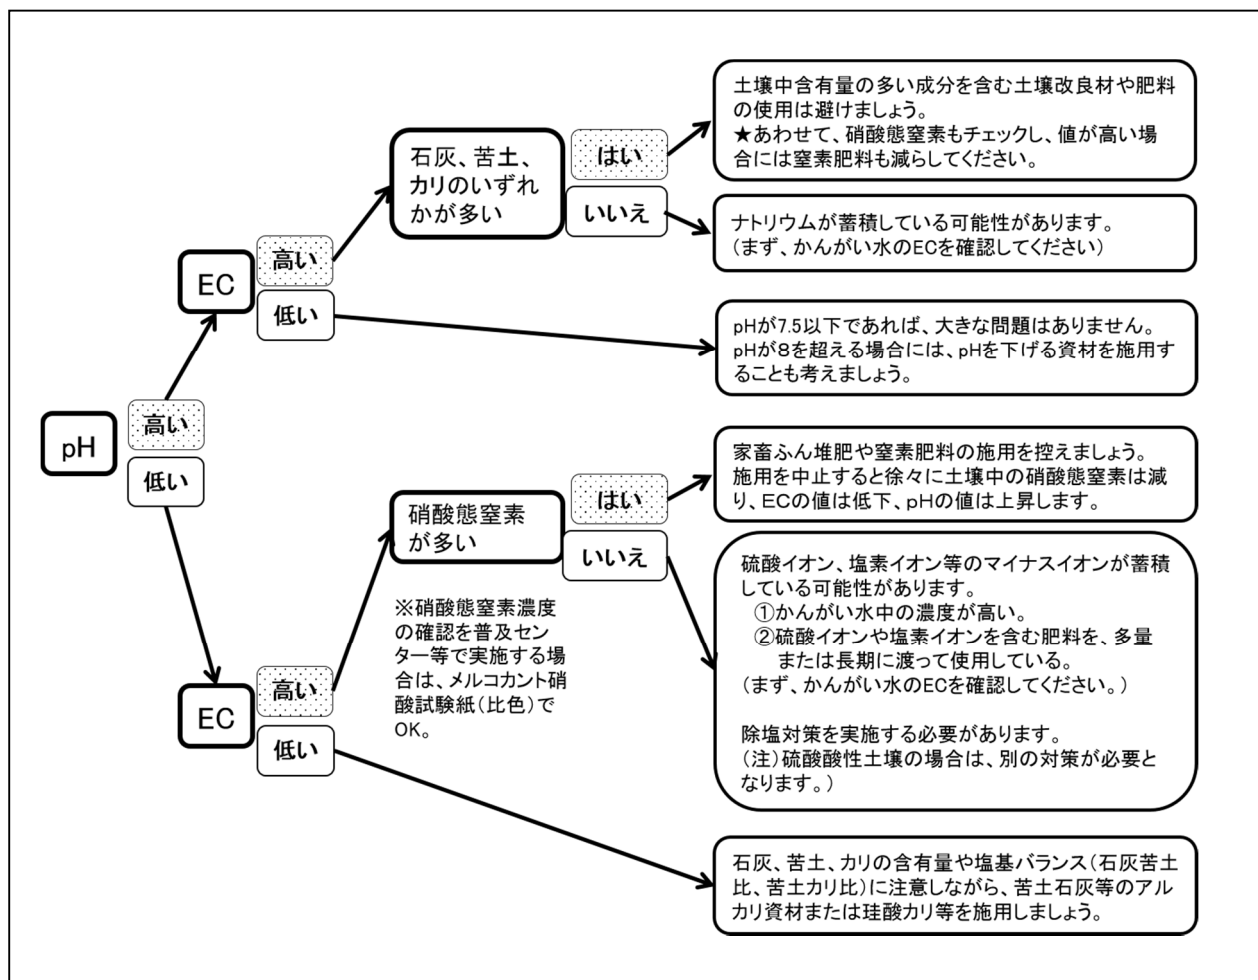 土壌中含有量の多い成分を含む土壌改良材や肥料
の使用は避けましょう。
★あわせて、硝酸態窒素もチェックし、値が高い場
合には窒素肥料も減らしてください。
石灰、苦土、
カリのいずれ
かが多い
はい
いいえ
ナトリウムが蓄積している可能性があります。
(まず、かんがい水のECを確認してください)
EC
高い
低い
pHが7.5以下であれば、大きな問題はありません。
pHが8を超える場合には、pHを下げる資材を施用す
ることも考えましょう。
pH
高い
低い
家畜ふん堆肥や窒素肥料の施用を控えましょう。
施用を中止すると徐々に土壌中の硝酸態窒素は減
り、ECの値は低下、pHの値は上昇します。
硝酸態窒素
が多い
はい
いいえ
硫酸イオン、塩素イオン等のマイナスイオンが蓄積
している可能性があります。
①かんがい水中の濃度が高い。
②硫酸イオンや塩素イオンを含む肥料を、多量
または長期に渡って使用している。
(まず、かんがい水のECを確認してください。)
除塩対策を実施する必要があります。
(注)硫酸酸性土壌の場合は、別の対策が必要と
なります。)
※硝酸態窒素濃度
の確認を普及セン
ター等で実施する場
合は、メルコカント硝
酸試験紙(比色)で
OK。
EC
高い
低い
石灰、苦土、カリの含有量や塩基バランス(石灰苦土
比、苦土カリ比)に注意しながら、苦土石灰等のアル
カリ資材または珪酸カリ等を施用しましょう。